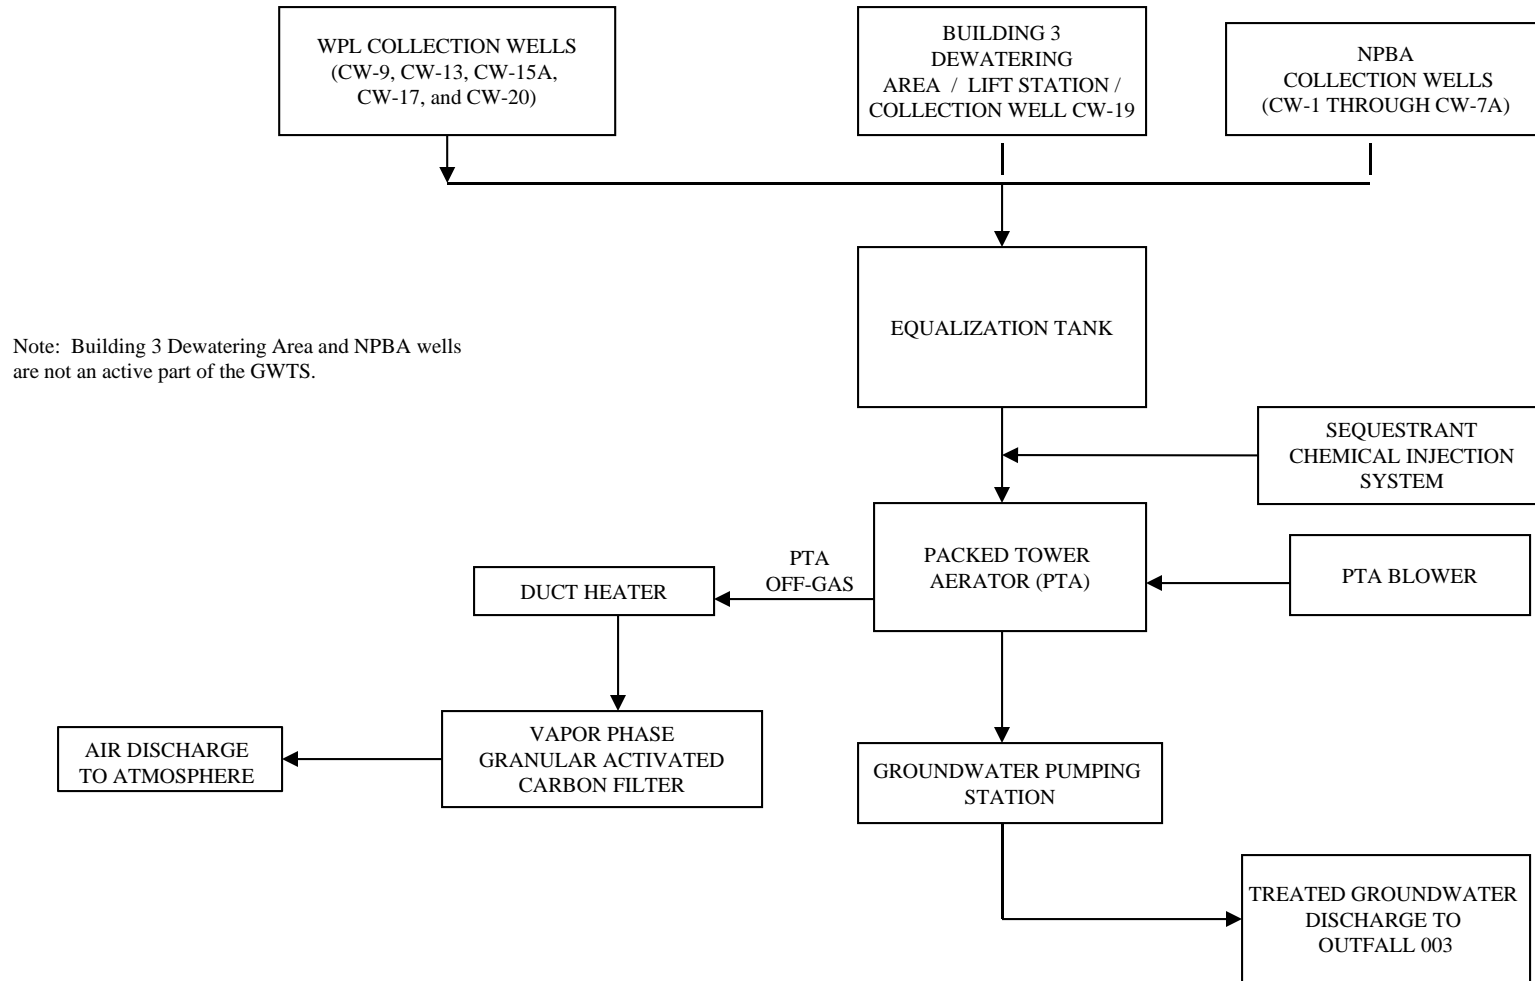 WPL COLLECTION WELLS
(CW-9, CW-13, CW-15A,
CW-17, and CW-20)
BUILDING 3
DEWATERING
AREA / LIFT STATION /
COLLECTION WELL CW-19
NPBA
COLLECTION WELLS
(CW-1 THROUGH CW-7A)
EQUALIZATION TANK
Note: Building 3 Dewatering Area and NPBA wells
are not an active part of the GWTS.
SEQUESTRANT
CHEMICAL INJECTION
SYSTEM
PACKED TOWER
AERATOR (PTA)
PTA BLOWER
PTA
OFF-GAS
DUCT HEATER
VAPOR PHASE
GRANULAR ACTIVATED
CARBON FILTER
AIR DISCHARGE
TO ATMOSPHERE
GROUNDWATER PUMPING
STATION
TREATED GROUNDWATER
DISCHARGE TO
OUTFALL 003